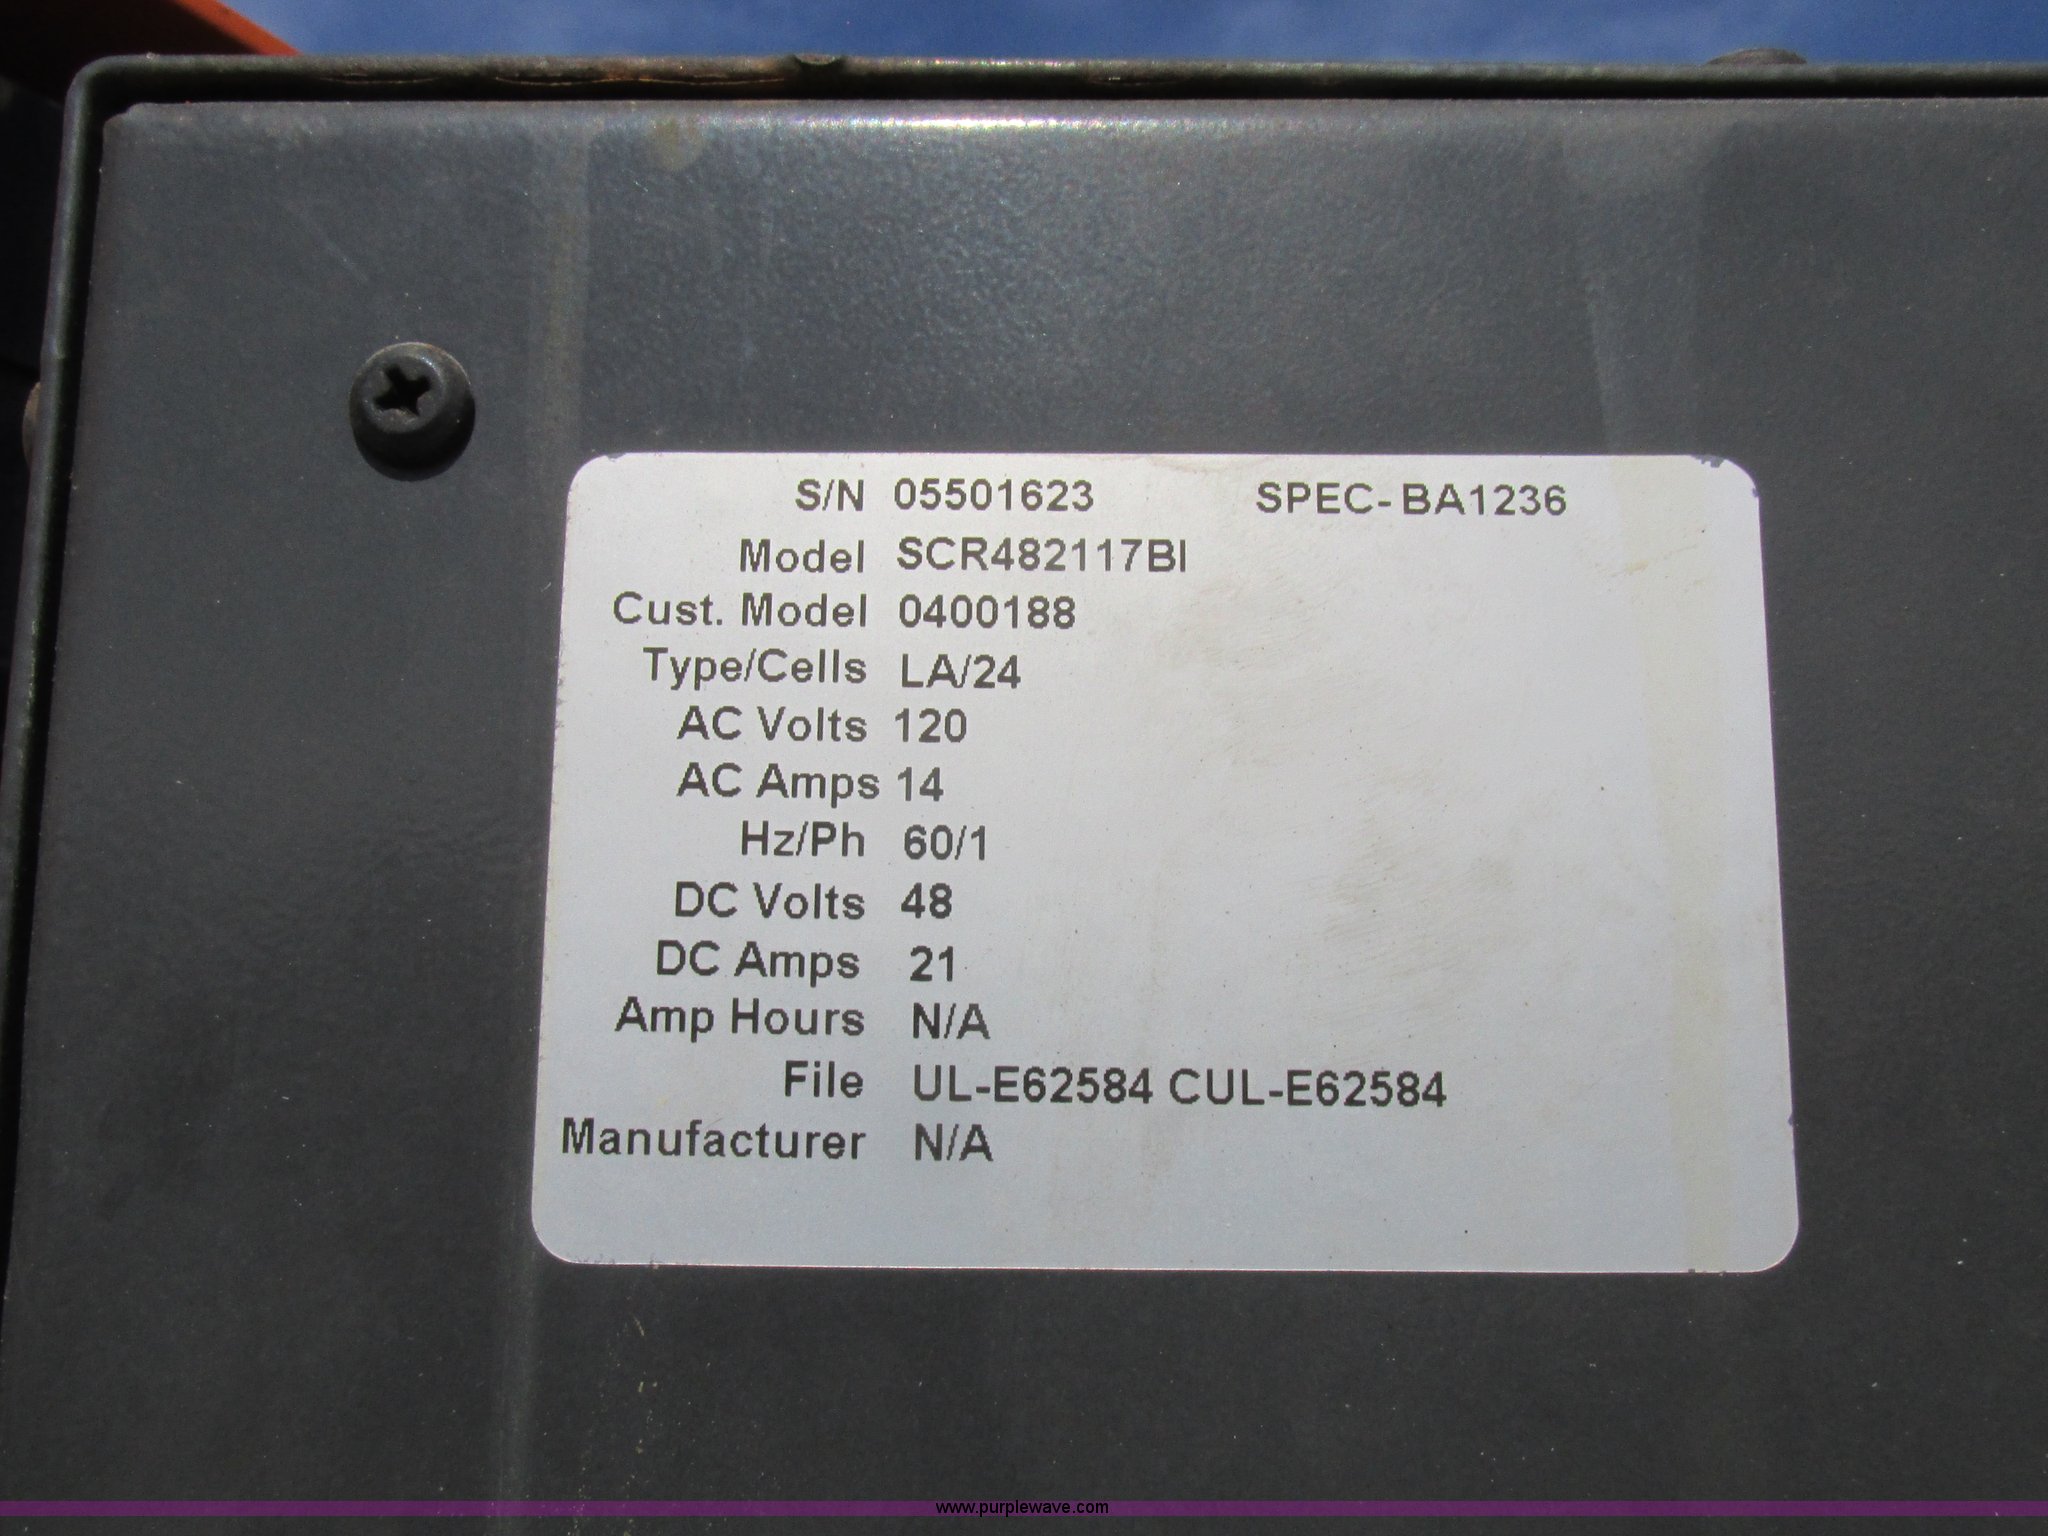 S/N 05501623 SPEC-BA1236
Model SCR482117BI
Cust. Model 0400188
Type/Cells LA/24
AC Volts 120
AC Amps 14
Hz/Ph 60/1
DC Volts 48
DC Amps 21
Amp Hours N/A
File UL-E62584 CUL-E62584
Manufacturer N/A
www.purplewave.com